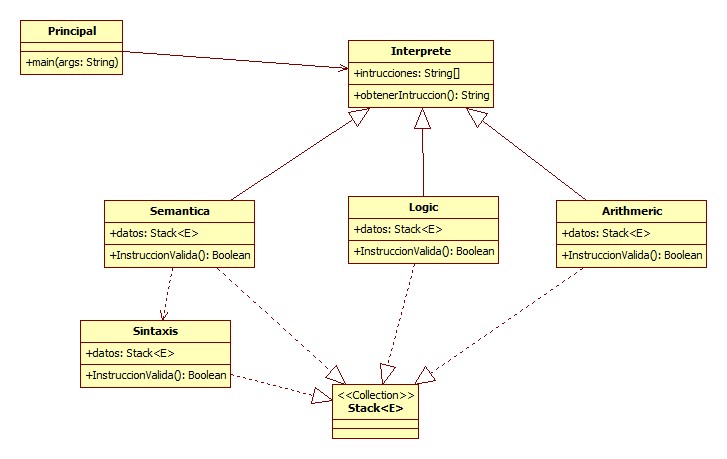 Principal
+main(args: String)
Interprete
+intrucciones: String[]
+obtenerIntruccion(): String
Semantica
+datos: Stack<E>
+InstruccionValida(): Boolean
Logic
+datos: Stack<E>
+InstruccionValida(): Boolean
Arithmeric
+datos: Stack<E>
+InstruccionValida(): Boolean
Sintaxis
+datos: Stack<E>
+InstruccionValida(): Boolean
<<Collection>>
Stack<E>